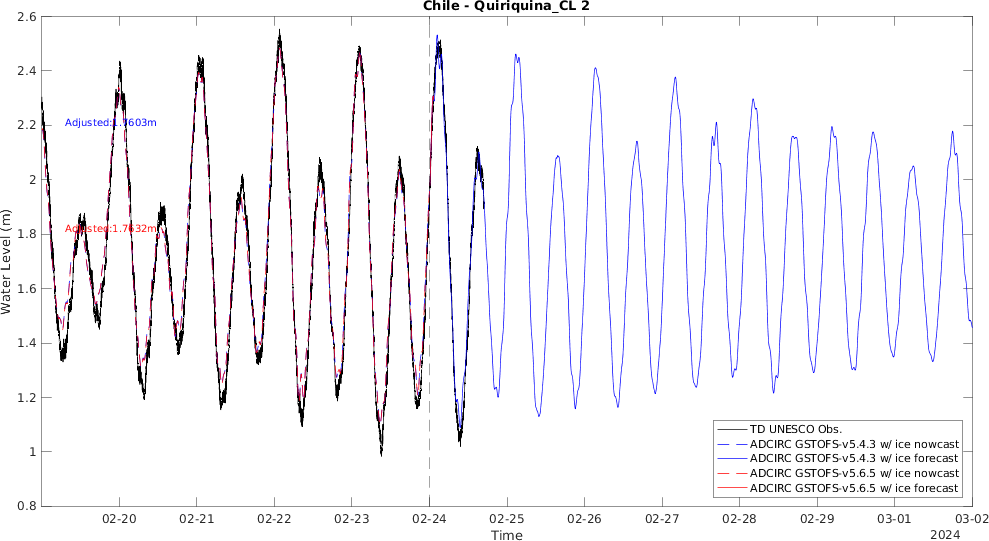 Chile - Quiriquina_CL 2
2.6
2.4
2.2
2
1.8
1.6
1.4
1.2
1
0.8
Water Level (m)
Adjusted:1.7603m
Adjusted:1.7632m
TD UNESCO Obs.
ADCIRC GSTOFS-v5.4.3 w/ ice nowcast
ADCIRC GSTOFS-v5.4.3 w/ ice forecast
ADCIRC GSTOFS-v5.6.5 w/ ice nowcast
ADCIRC GSTOFS-v5.6.5 w/ ice forecast
02-20 02-21 02-22 02-23 02-24 02-25 02-26 02-27 02-28 02-29 03-01 03-02
Time
2024